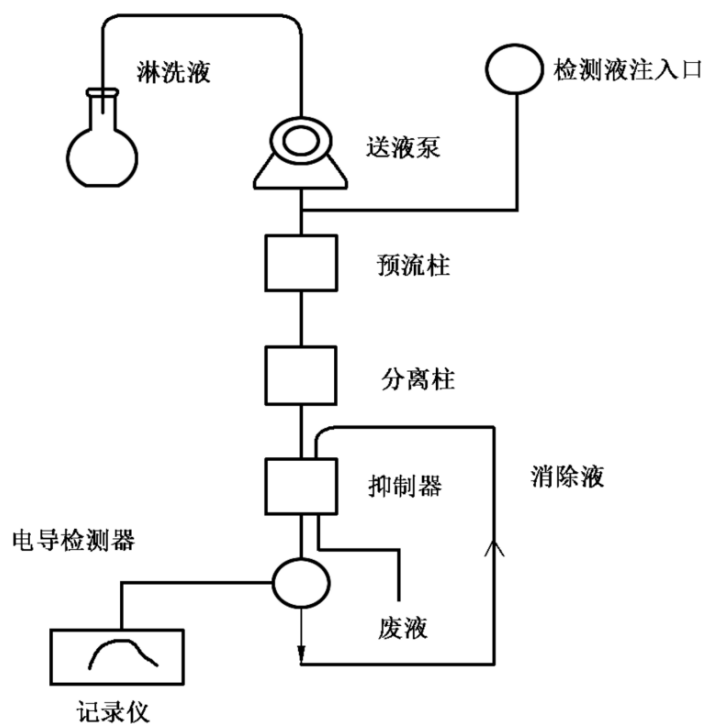 淋洗液
检测液注入口
送液泵
预流柱
分离柱
抑制器
消除液
电导检测器
废液
记录仪